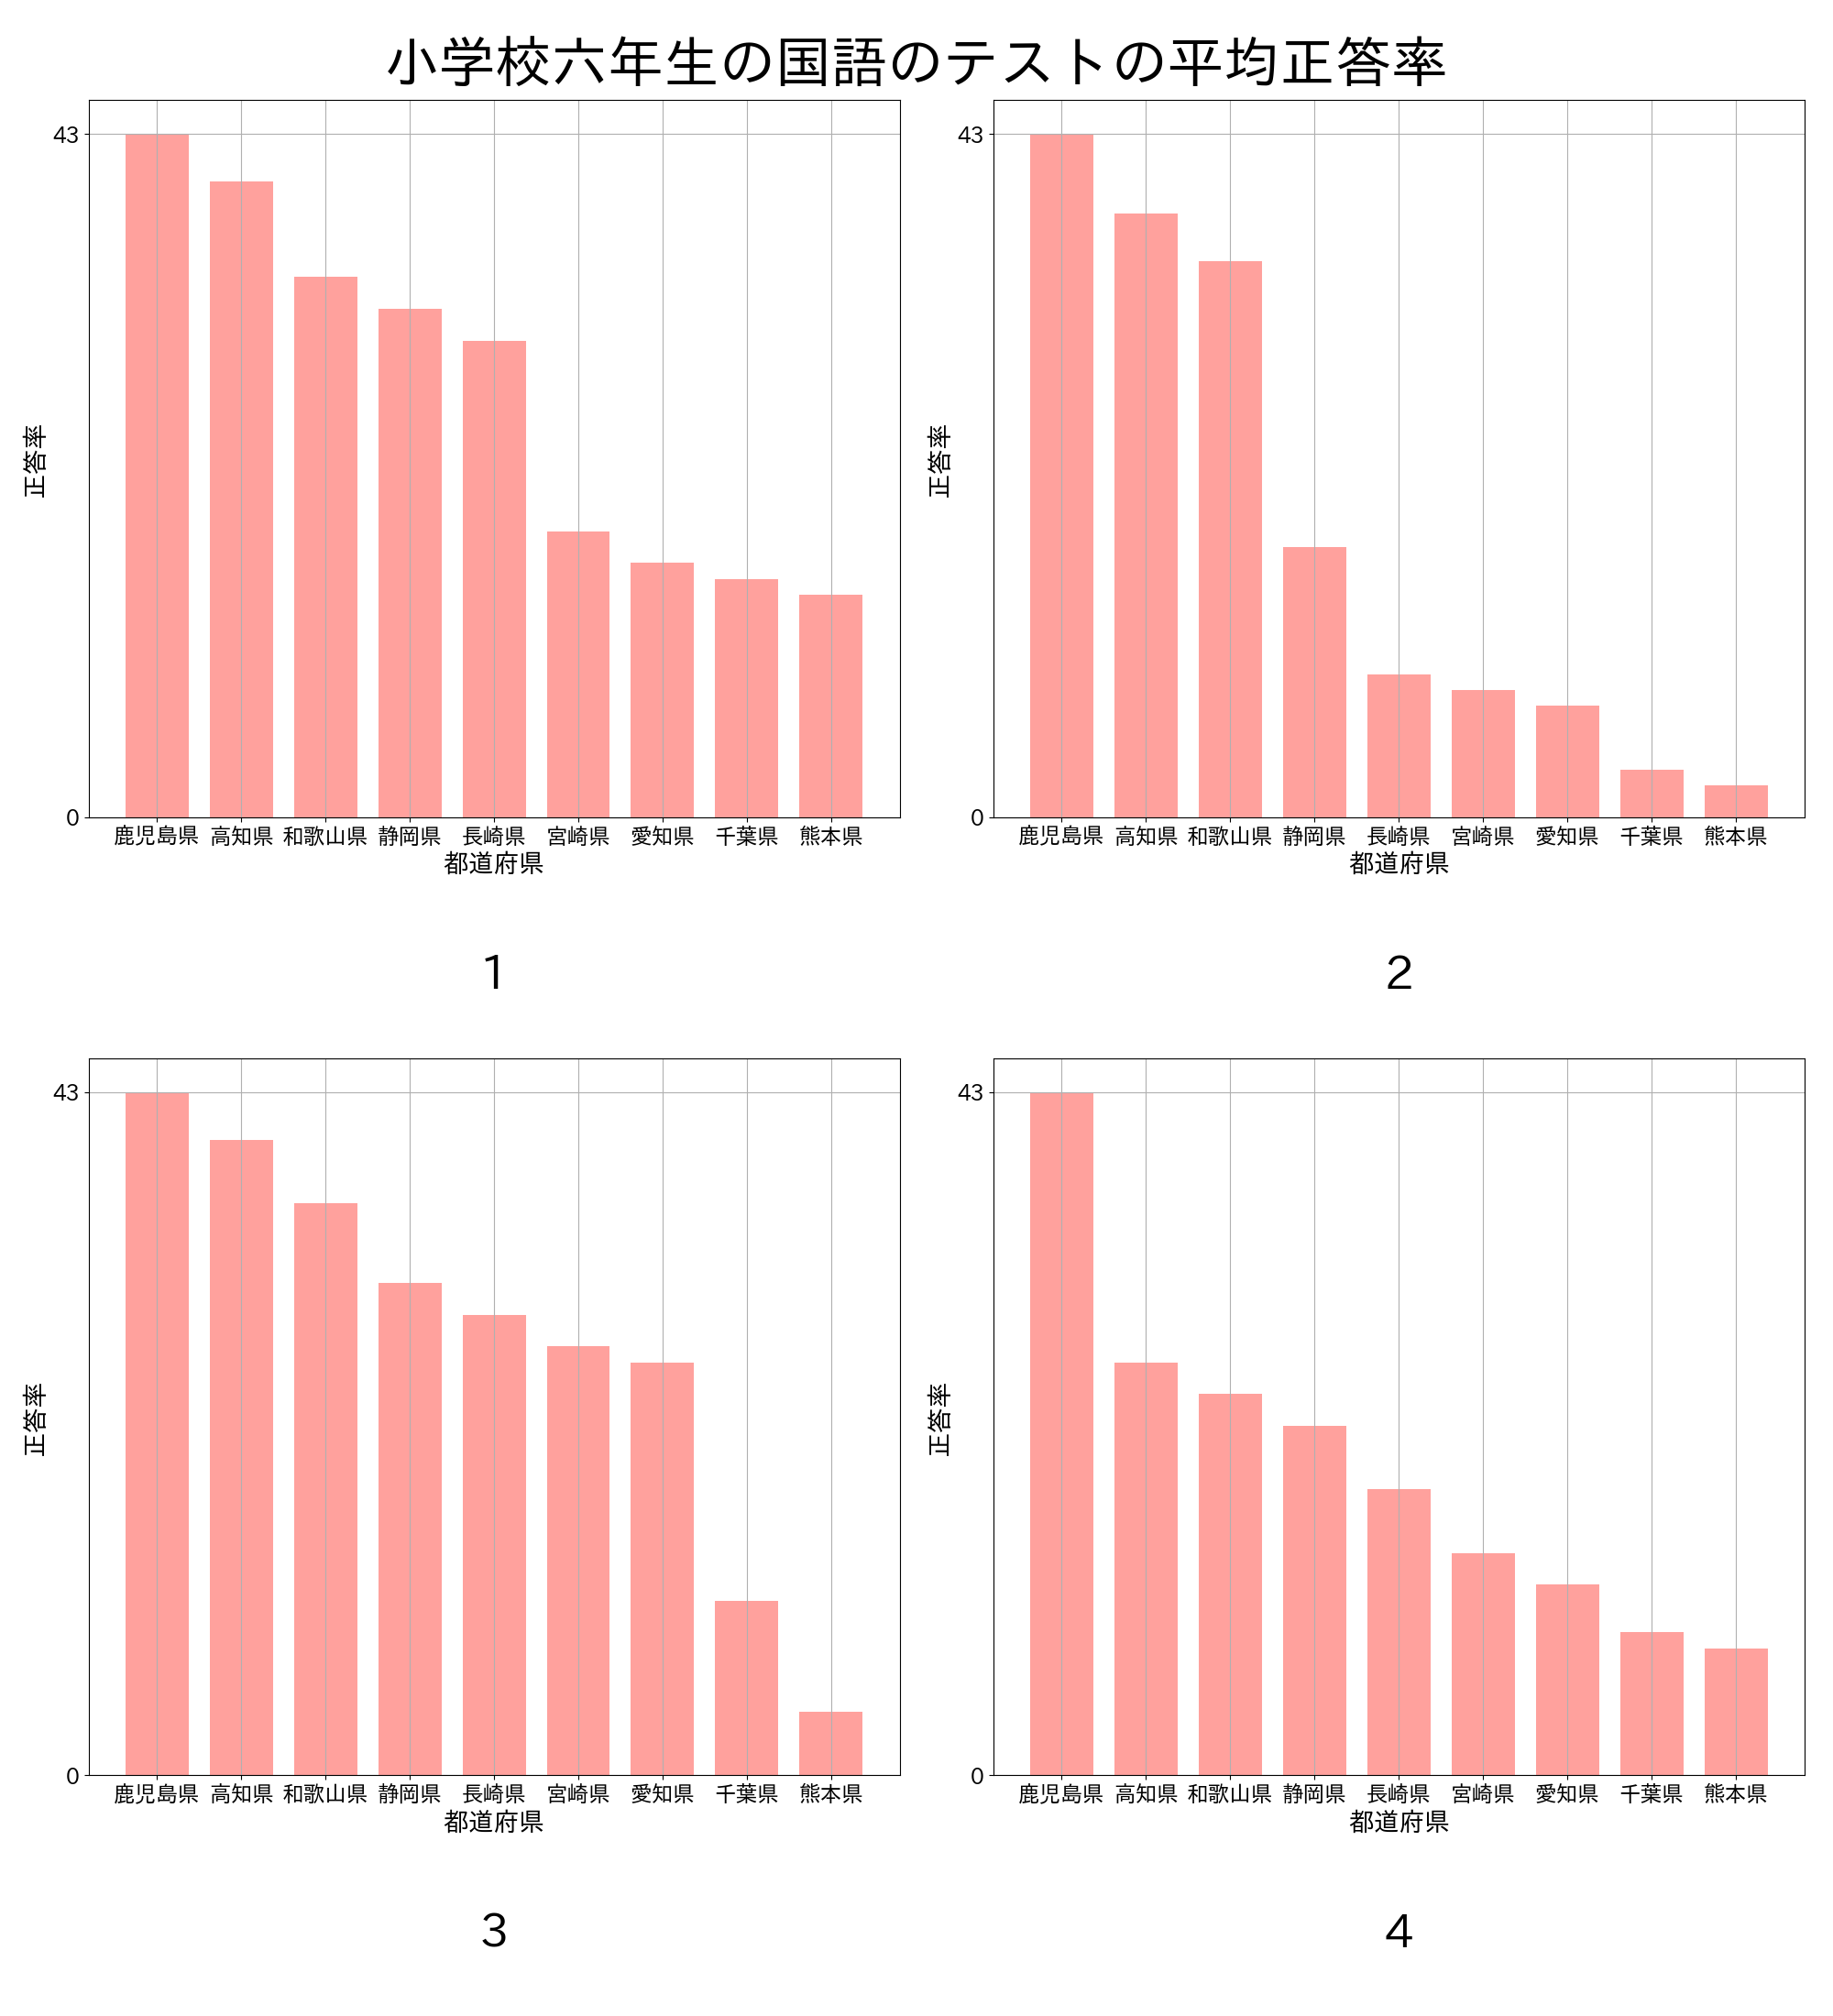 小学校六年生の国語のテストの平均正答率
43
0
正答率
鹿児島県 高知県 和歌山県 静岡県 長崎県 宮崎県 愛知県 千葉県 熊本県
都道府県
1
43
0
正答率
鹿児島県 高知県 和歌山県 静岡県 長崎県 宮崎県 愛知県 千葉県 熊本県
都道府県
2
43
0
正答率
鹿児島県 高知県 和歌山県 静岡県 長崎県 宮崎県 愛知県 千葉県 熊本県
都道府県
3
43
0
正答率
鹿児島県 高知県 和歌山県 静岡県 長崎県 宮崎県 愛知県 千葉県 熊本県
都道府県
4